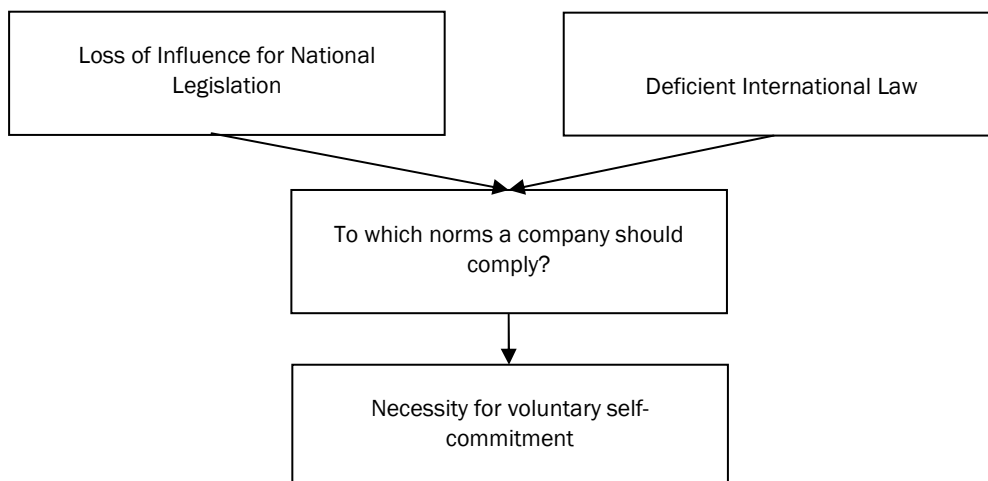 Loss of Influence for National
Legislation
Deficient International Law
To which norms a company should
comply?
Necessity for voluntary self-
commitment